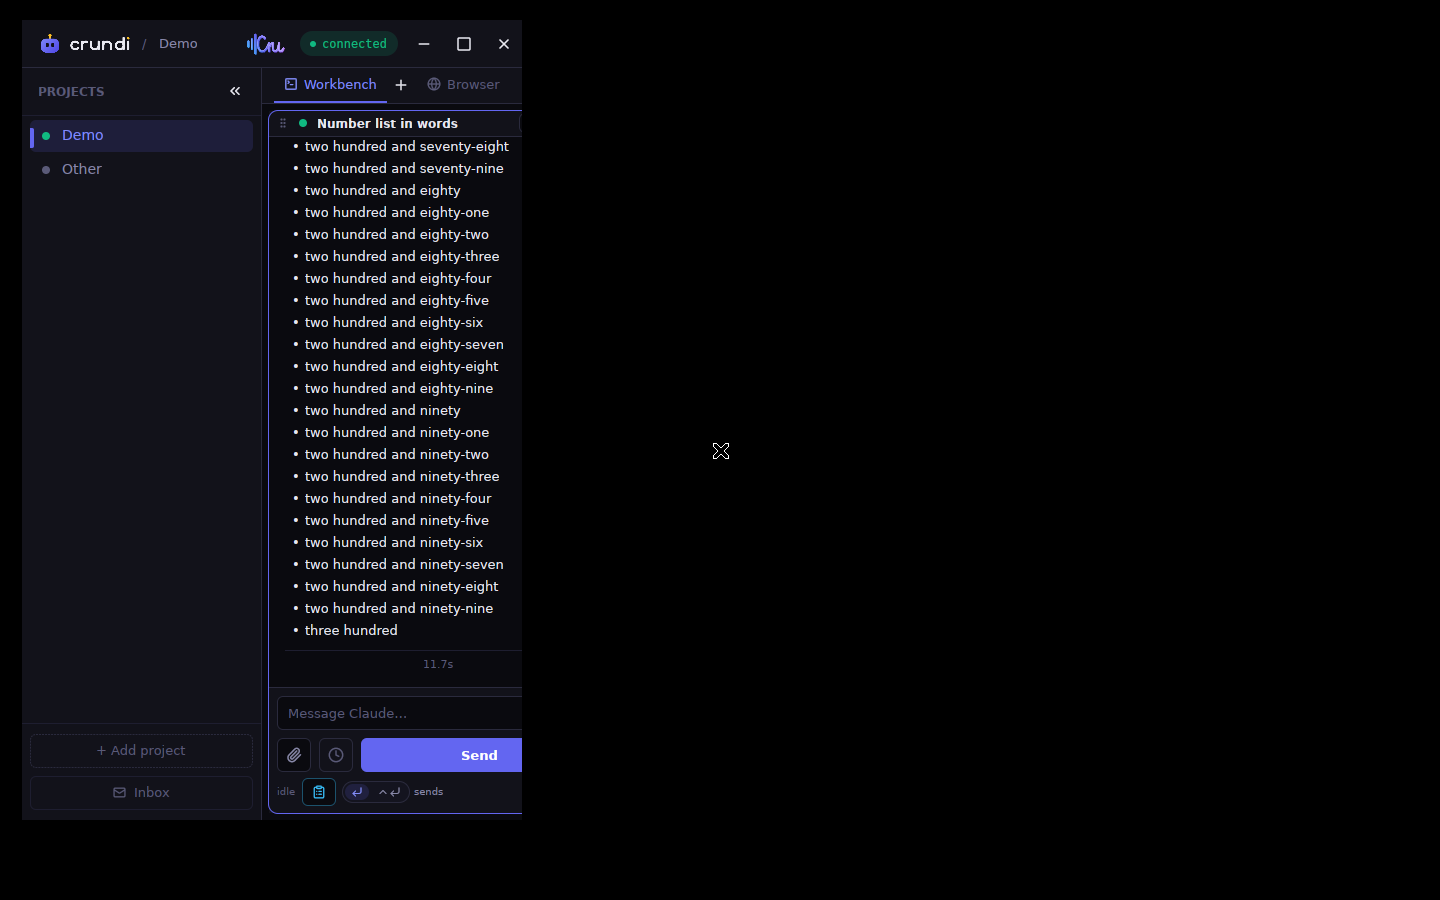 crundi / Demo
Cru
connected
PROJECTS
Workbench
Browser
Demo
Other
Number list in words
• two hundred and seventy-eight
• two hundred and seventy-nine
• two hundred and eighty
• two hundred and eighty-one
• two hundred and eighty-two
• two hundred and eighty-three
• two hundred and eighty-four
• two hundred and eighty-five
• two hundred and eighty-six
• two hundred and eighty-seven
• two hundred and eighty-eight
• two hundred and eighty-nine
• two hundred and ninety
• two hundred and ninety-one
• two hundred and ninety-two
• two hundred and ninety-three
• two hundred and ninety-four
• two hundred and ninety-five
• two hundred and ninety-six
• two hundred and ninety-seven
• two hundred and ninety-eight
• two hundred and ninety-nine
• three hundred
11.7s
Message Claude...
Send
+ Add project
Inbox
idle
sends